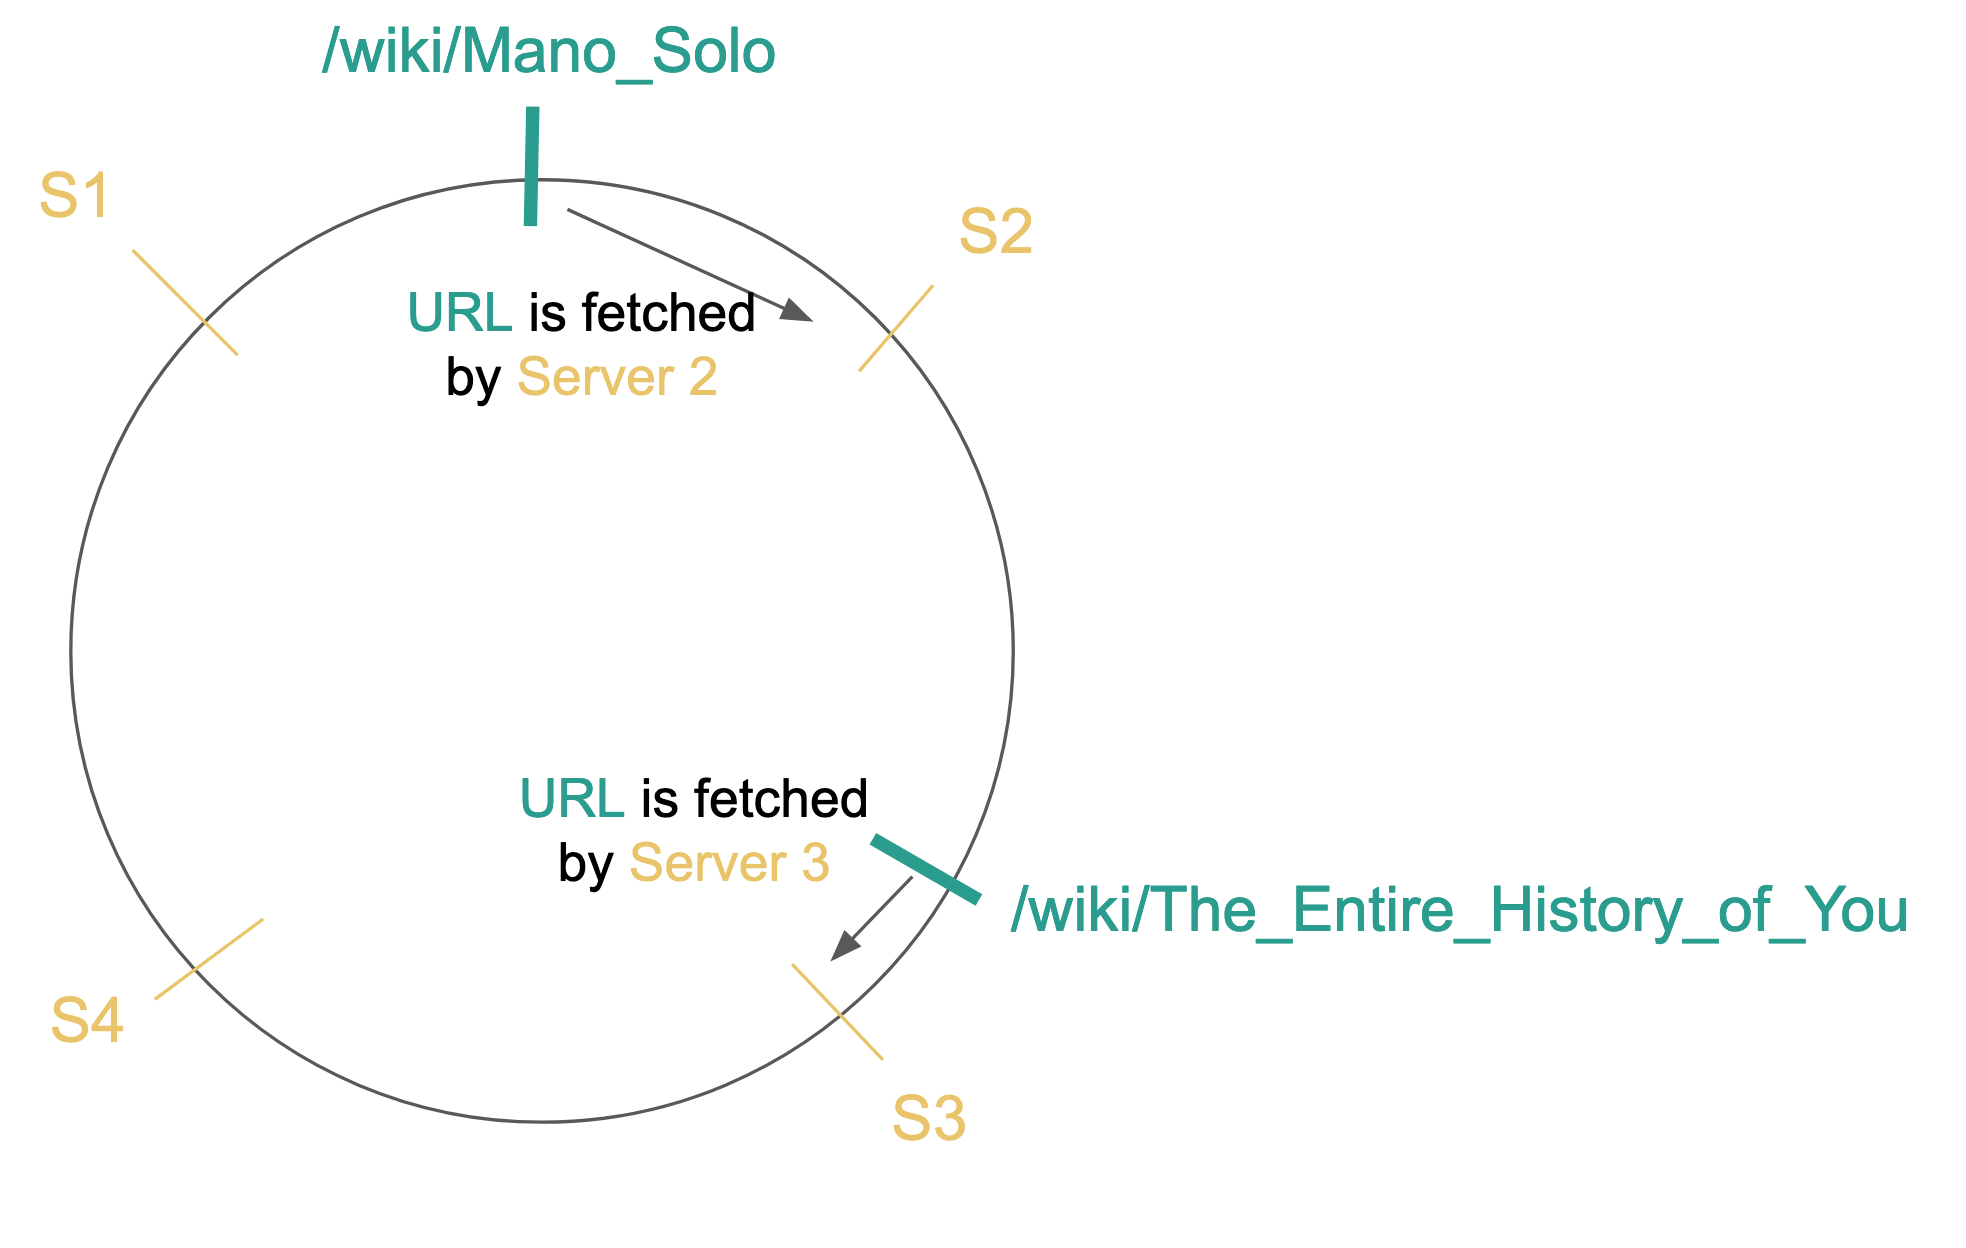 /wiki/Mano_Solo
S1
S2
URL is fetched
by Server 2
URL is fetched
by Server 3
/wiki/The_Entire_History_of_You
S4
S3